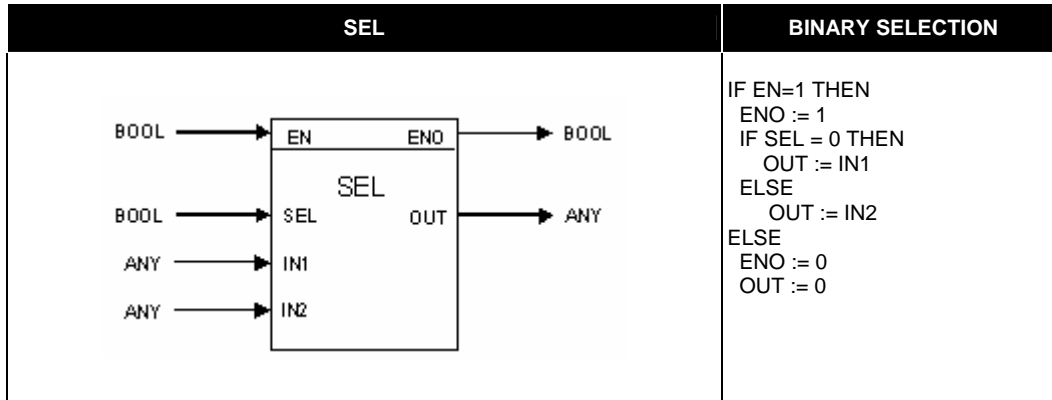 SEL
BINARY SELECTION
BOOL EN ENO BOOL
SEL
BOOL SEL OUT ANY
ANY IN1
ANY IN2
IF EN=1 THEN
ENO := 1
IF SEL = 0 THEN
OUT := IN1
ELSE
OUT := IN2
ELSE
ENO := 0
OUT := 0